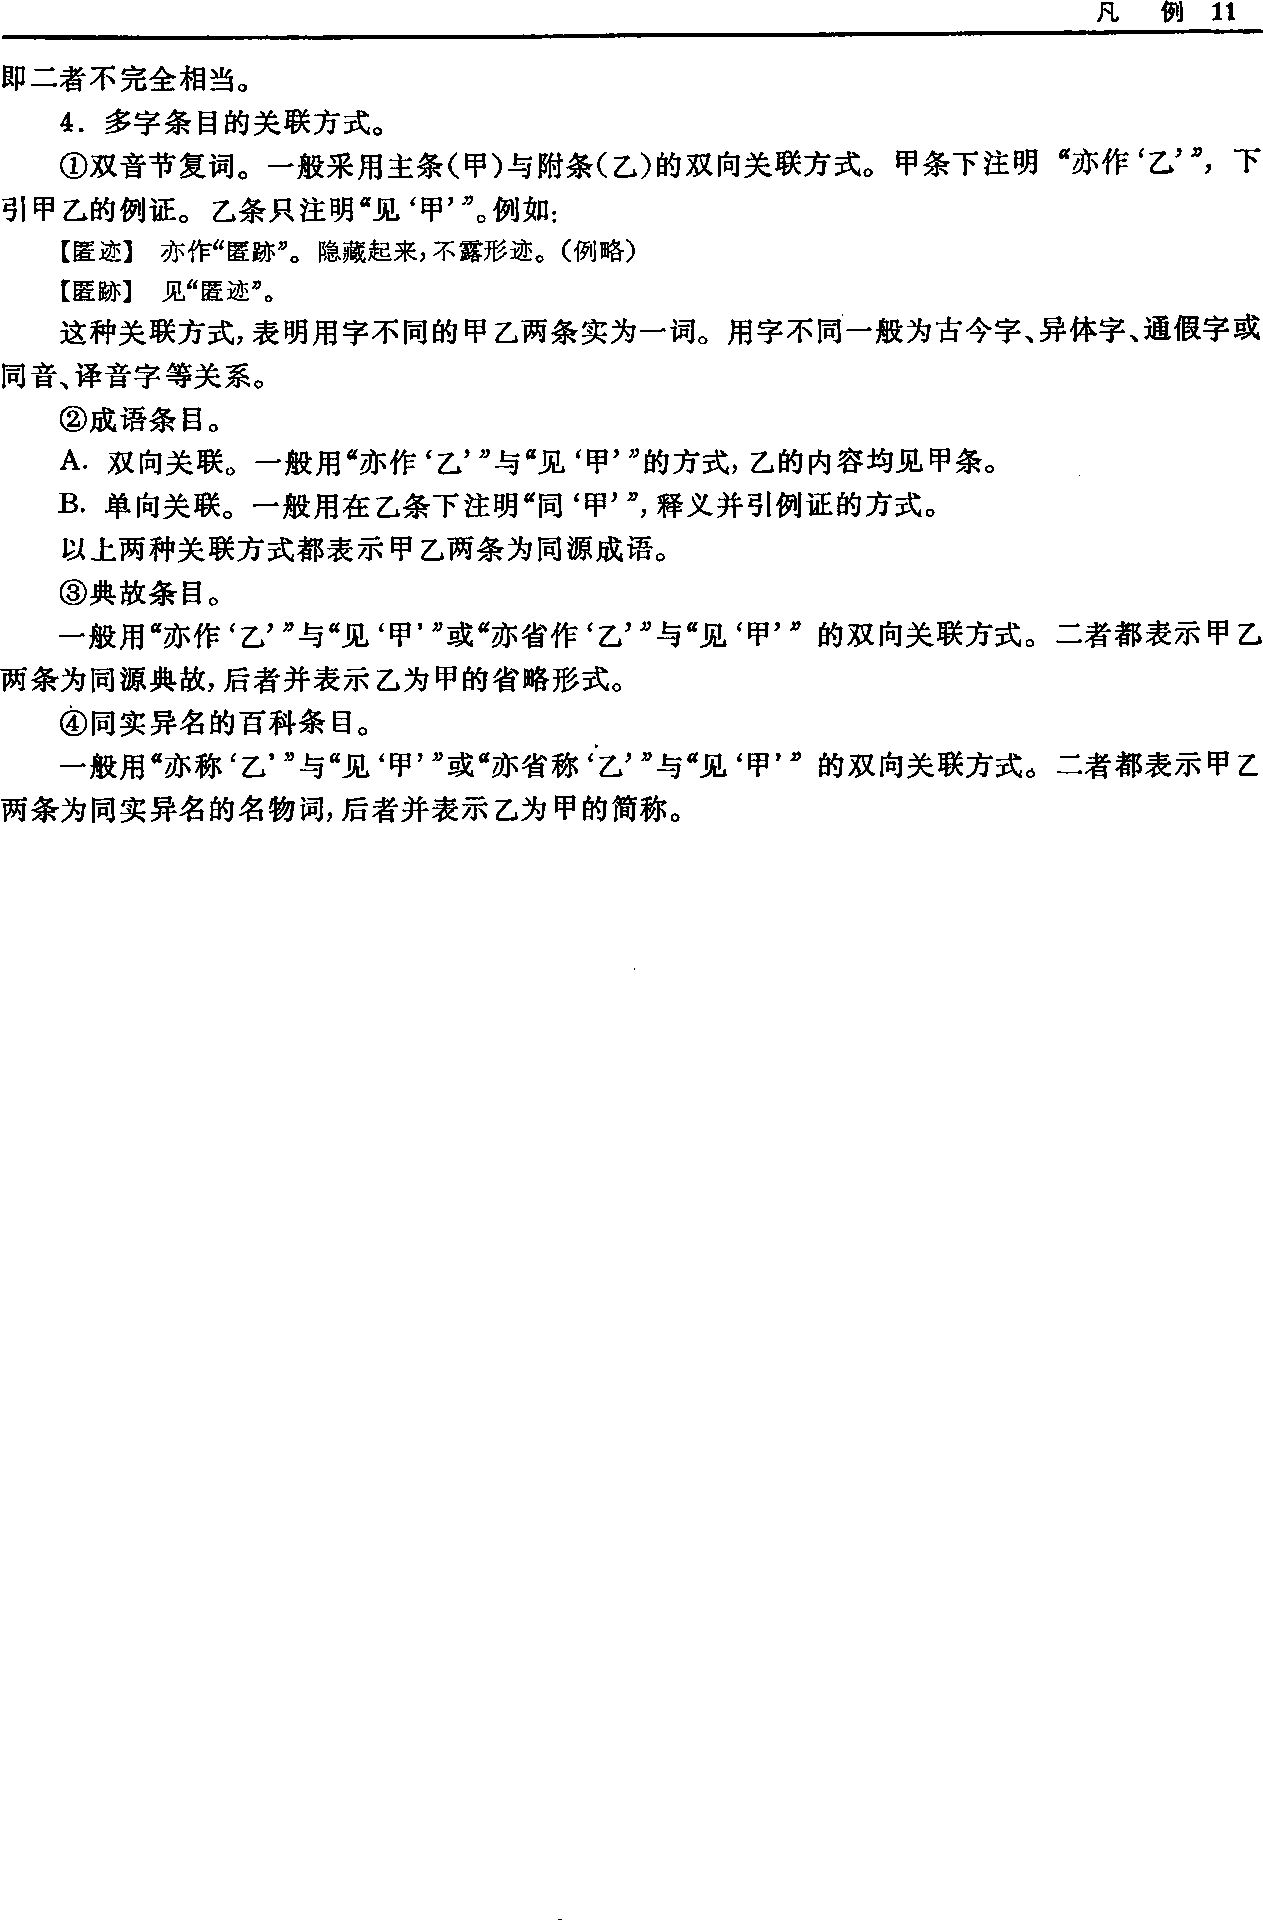 凡 例 11
即二者不完全相当。
4. 多字条目的关联方式。
①双音节复词。一般采用主条(甲)与附条(乙)的双向关联方式。甲条下注明“亦作‘乙’”，下
引甲乙的例证。乙条只注明“见‘甲’”。例如：
【匿迹】 亦作“匿跡”。隐藏起来，不露形迹。（例略）
【匿跡】 见“匿迹”。
这种关联方式，表明用字不同的甲乙两条实为一词。用字不同一般为古今字、异体字、通假字或
同音、译音字等关系。
②成语条目。
A. 双向关联。一般用“亦作‘乙’”与“见‘甲’”的方式，乙的内容均见甲条。
B. 单向关联。一般用在乙条下注明“同‘甲’”，释义并引例证的方式。
以上两种关联方式都表示甲乙两条为同源成语。
③典故条目。
一般用“亦作‘乙’”与“见‘甲’”或“亦省作‘乙’”与“见‘甲’”的双向关联方式。二者都表示甲乙
两条为同源典故，后者并表示乙为甲的省略形式。
④同实异名的百科条目。
一般用“亦称‘乙’”与“见‘甲’”或“亦省称‘乙’”与“见‘甲’”的双向关联方式。二者都表示甲乙
两条为同实异名的名物词，后者并表示乙为甲的简称。